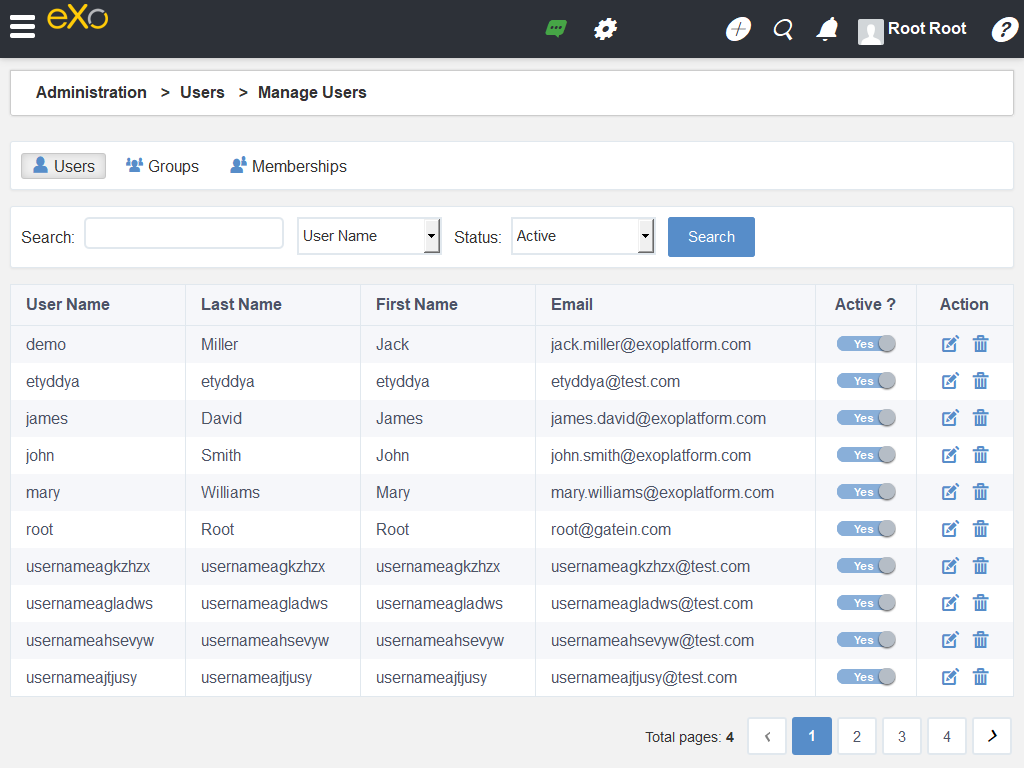 eXo
Root Root
?
Administration > Users > Manage Users
Users Groups Memberships
Search: User Name Status: Active Search
User Name Last Name First Name Email Active ? Action
demo Miller Jack jack.miller@exoplatform.com Yes
etyddya etyddya etyddya etyddya@test.com Yes
james David James james.david@exoplatform.com Yes
john Smith John john.smith@exoplatform.com Yes
mary Williams Mary mary.williams@exoplatform.com Yes
root Root Root root@gatein.com Yes
usernameagkzhzx usernameagkzhzx usernameagkzhzx usernameagkzhzx@test.com Yes
usernameagladws usernameagladws usernameagladws usernameagladws@test.com Yes
usernameahsevyw usernameahsevyw usernameahsevyw usernameahsevyw@test.com Yes
usernameajtjusy usernameajtjusy usernameajtjusy usernameajtjusy@test.com Yes
Total pages: 4 ‹ 1 2 3 4 ›